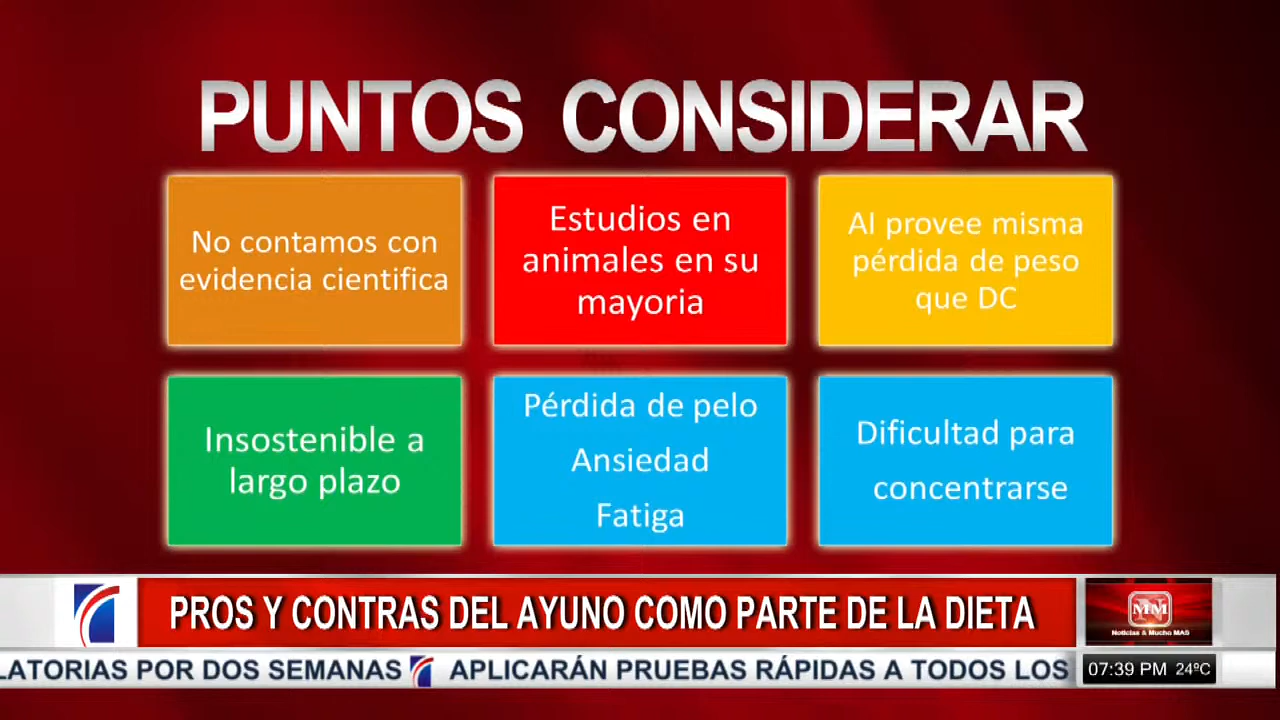 PUNTOS CONSIDERAR
No contamos con
evidencia cientifica
Estudios en
animales en su
mayoria
AI provee misma
pérdida de peso
que DC
Insostenible a
largo plazo
Pérdida de pelo
Ansiedad
Fatiga
Dificultad para
concentrarse
PROS Y CONTRAS DEL AYUNO COMO PARTE DE LA DIETA
MNM
Noticias & Mucho MAS
LATORIAS POR DOS SEMANAS APLICARÁN PRUEBAS RÁPIDAS A TODOS LOS
07:39 PM 24ºC